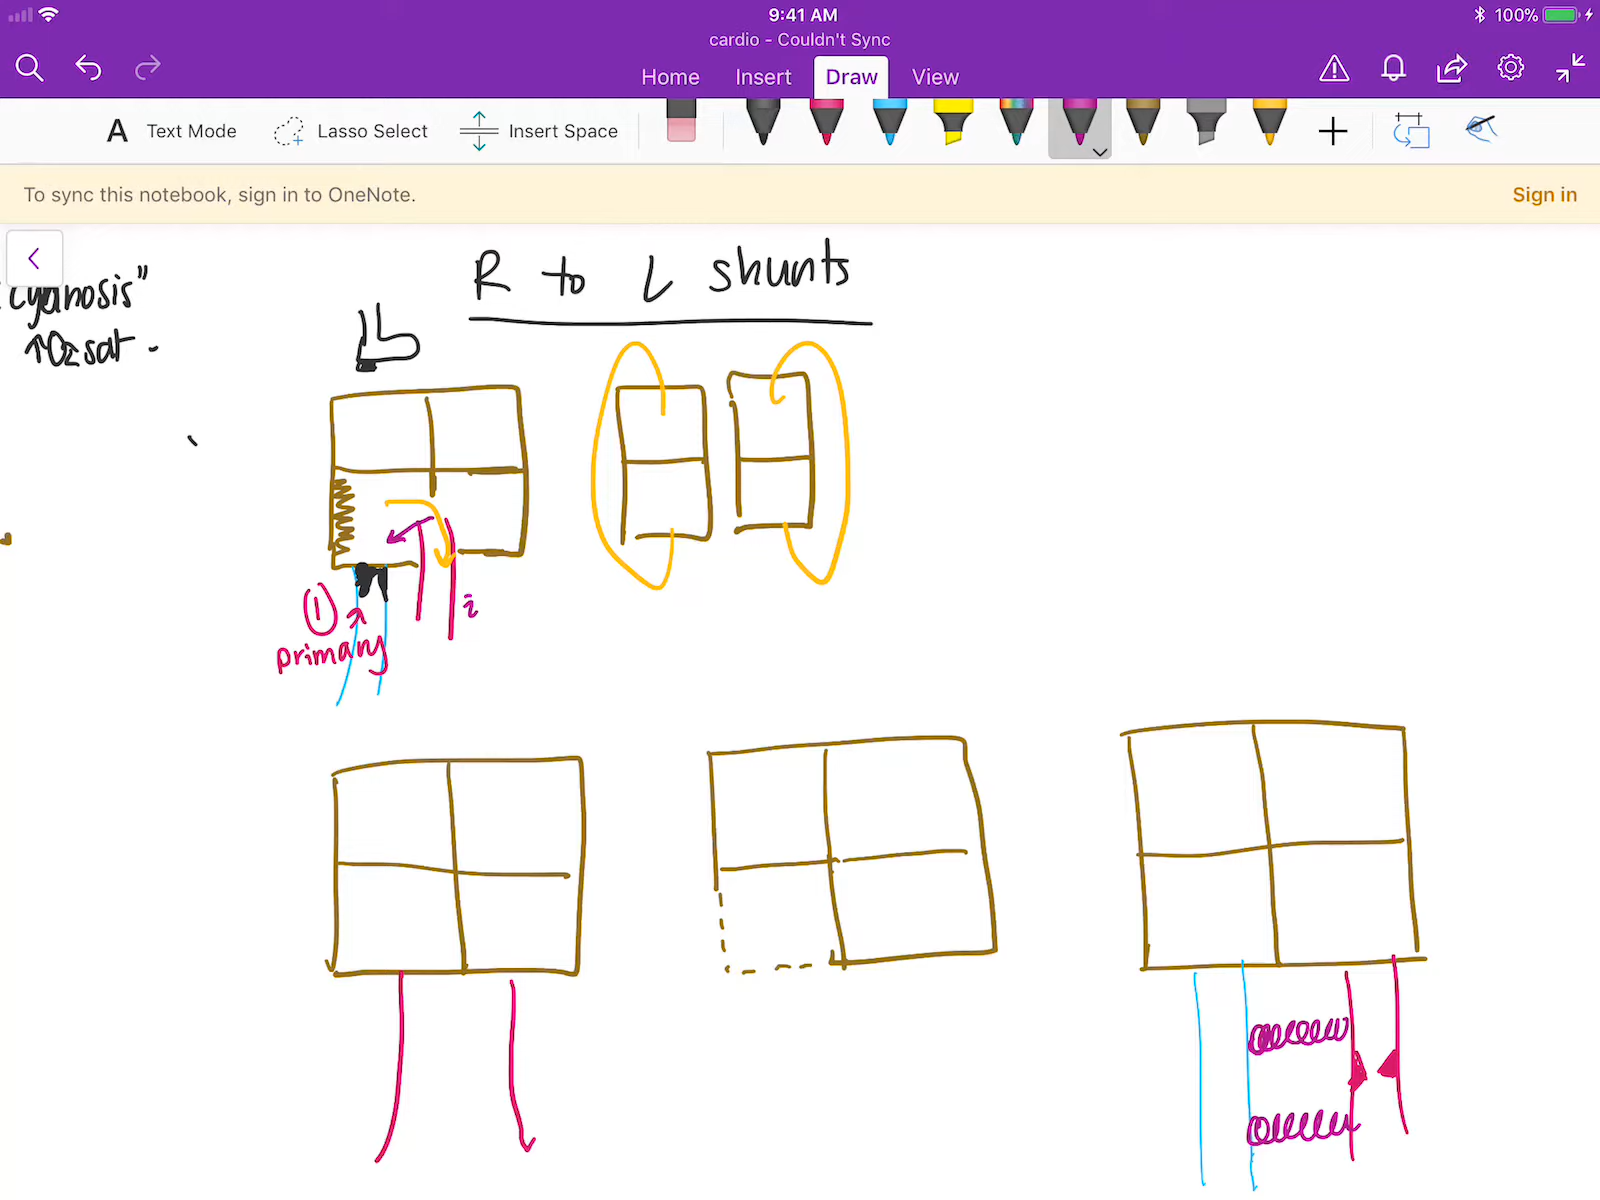 9:41 AM
100%
cardio - Couldn't Sync
Home Insert Draw View
A Text Mode Lasso Select Insert Space
To sync this notebook, sign in to OneNote. Sign in
cyanosis"
↑O₂ sat -
R to L shunts
①
primary